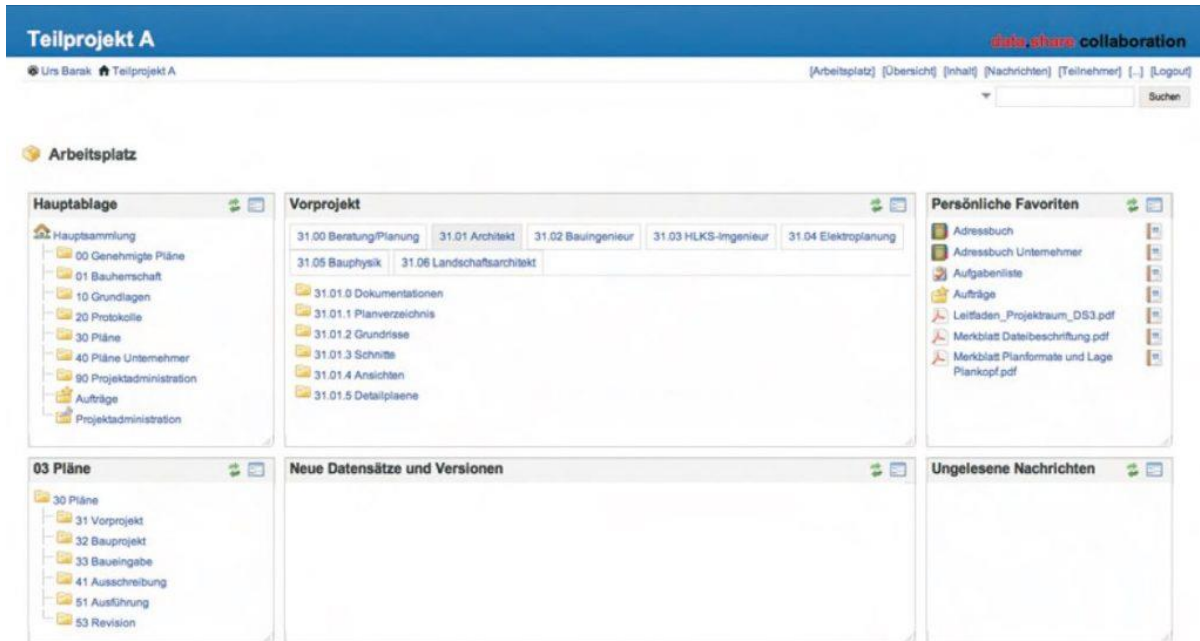 Teilprojekt A
data.share collaboration
Urs Barak Teilprojekt A
[Arbeitsplatz] [Übersicht] [Inhalt] [Nachrichten] [Teilnehmer] [...] [Logout]
Suchen
Arbeitsplatz
Hauptablage
Hauptsammlung
00 Genehmigte Pläne
01 Bauherrschaft
10 Grundlagen
20 Protokolle
30 Pläne
40 Pläne Unternehmer
90 Projektadministration
Aufträge
Projektadministration
Vorprojekt
31.00 Beratung/Planung 31.01 Architekt 31.02 Bauingenieur 31.03 HLKS-Imgenieur 31.04 Elektroplanung
31.05 Bauphysik 31.06 Landschaftsarchitekt
31.01.0 Dokumentationen
31.01.1 Planverzeichnis
31.01.2 Grundrisse
31.01.3 Schnitte
31.01.4 Ansichten
31.01.5 Detailplaene
Persönliche Favoriten
Adressbuch
Adressbuch Unternehmer
Aufgabenliste
Aufträge
Leitfaden_Projektraum_DS3.pdf
Merkblatt Dateibeschriftung.pdf
Merkblatt Planformate und Lage
Plankopf.pdf
03 Pläne
30 Pläne
31 Vorprojekt
32 Bauprojekt
33 Baueingabe
41 Ausschreibung
51 Ausführung
53 Revision
Neue Datensätze und Versionen
Ungelesene Nachrichten